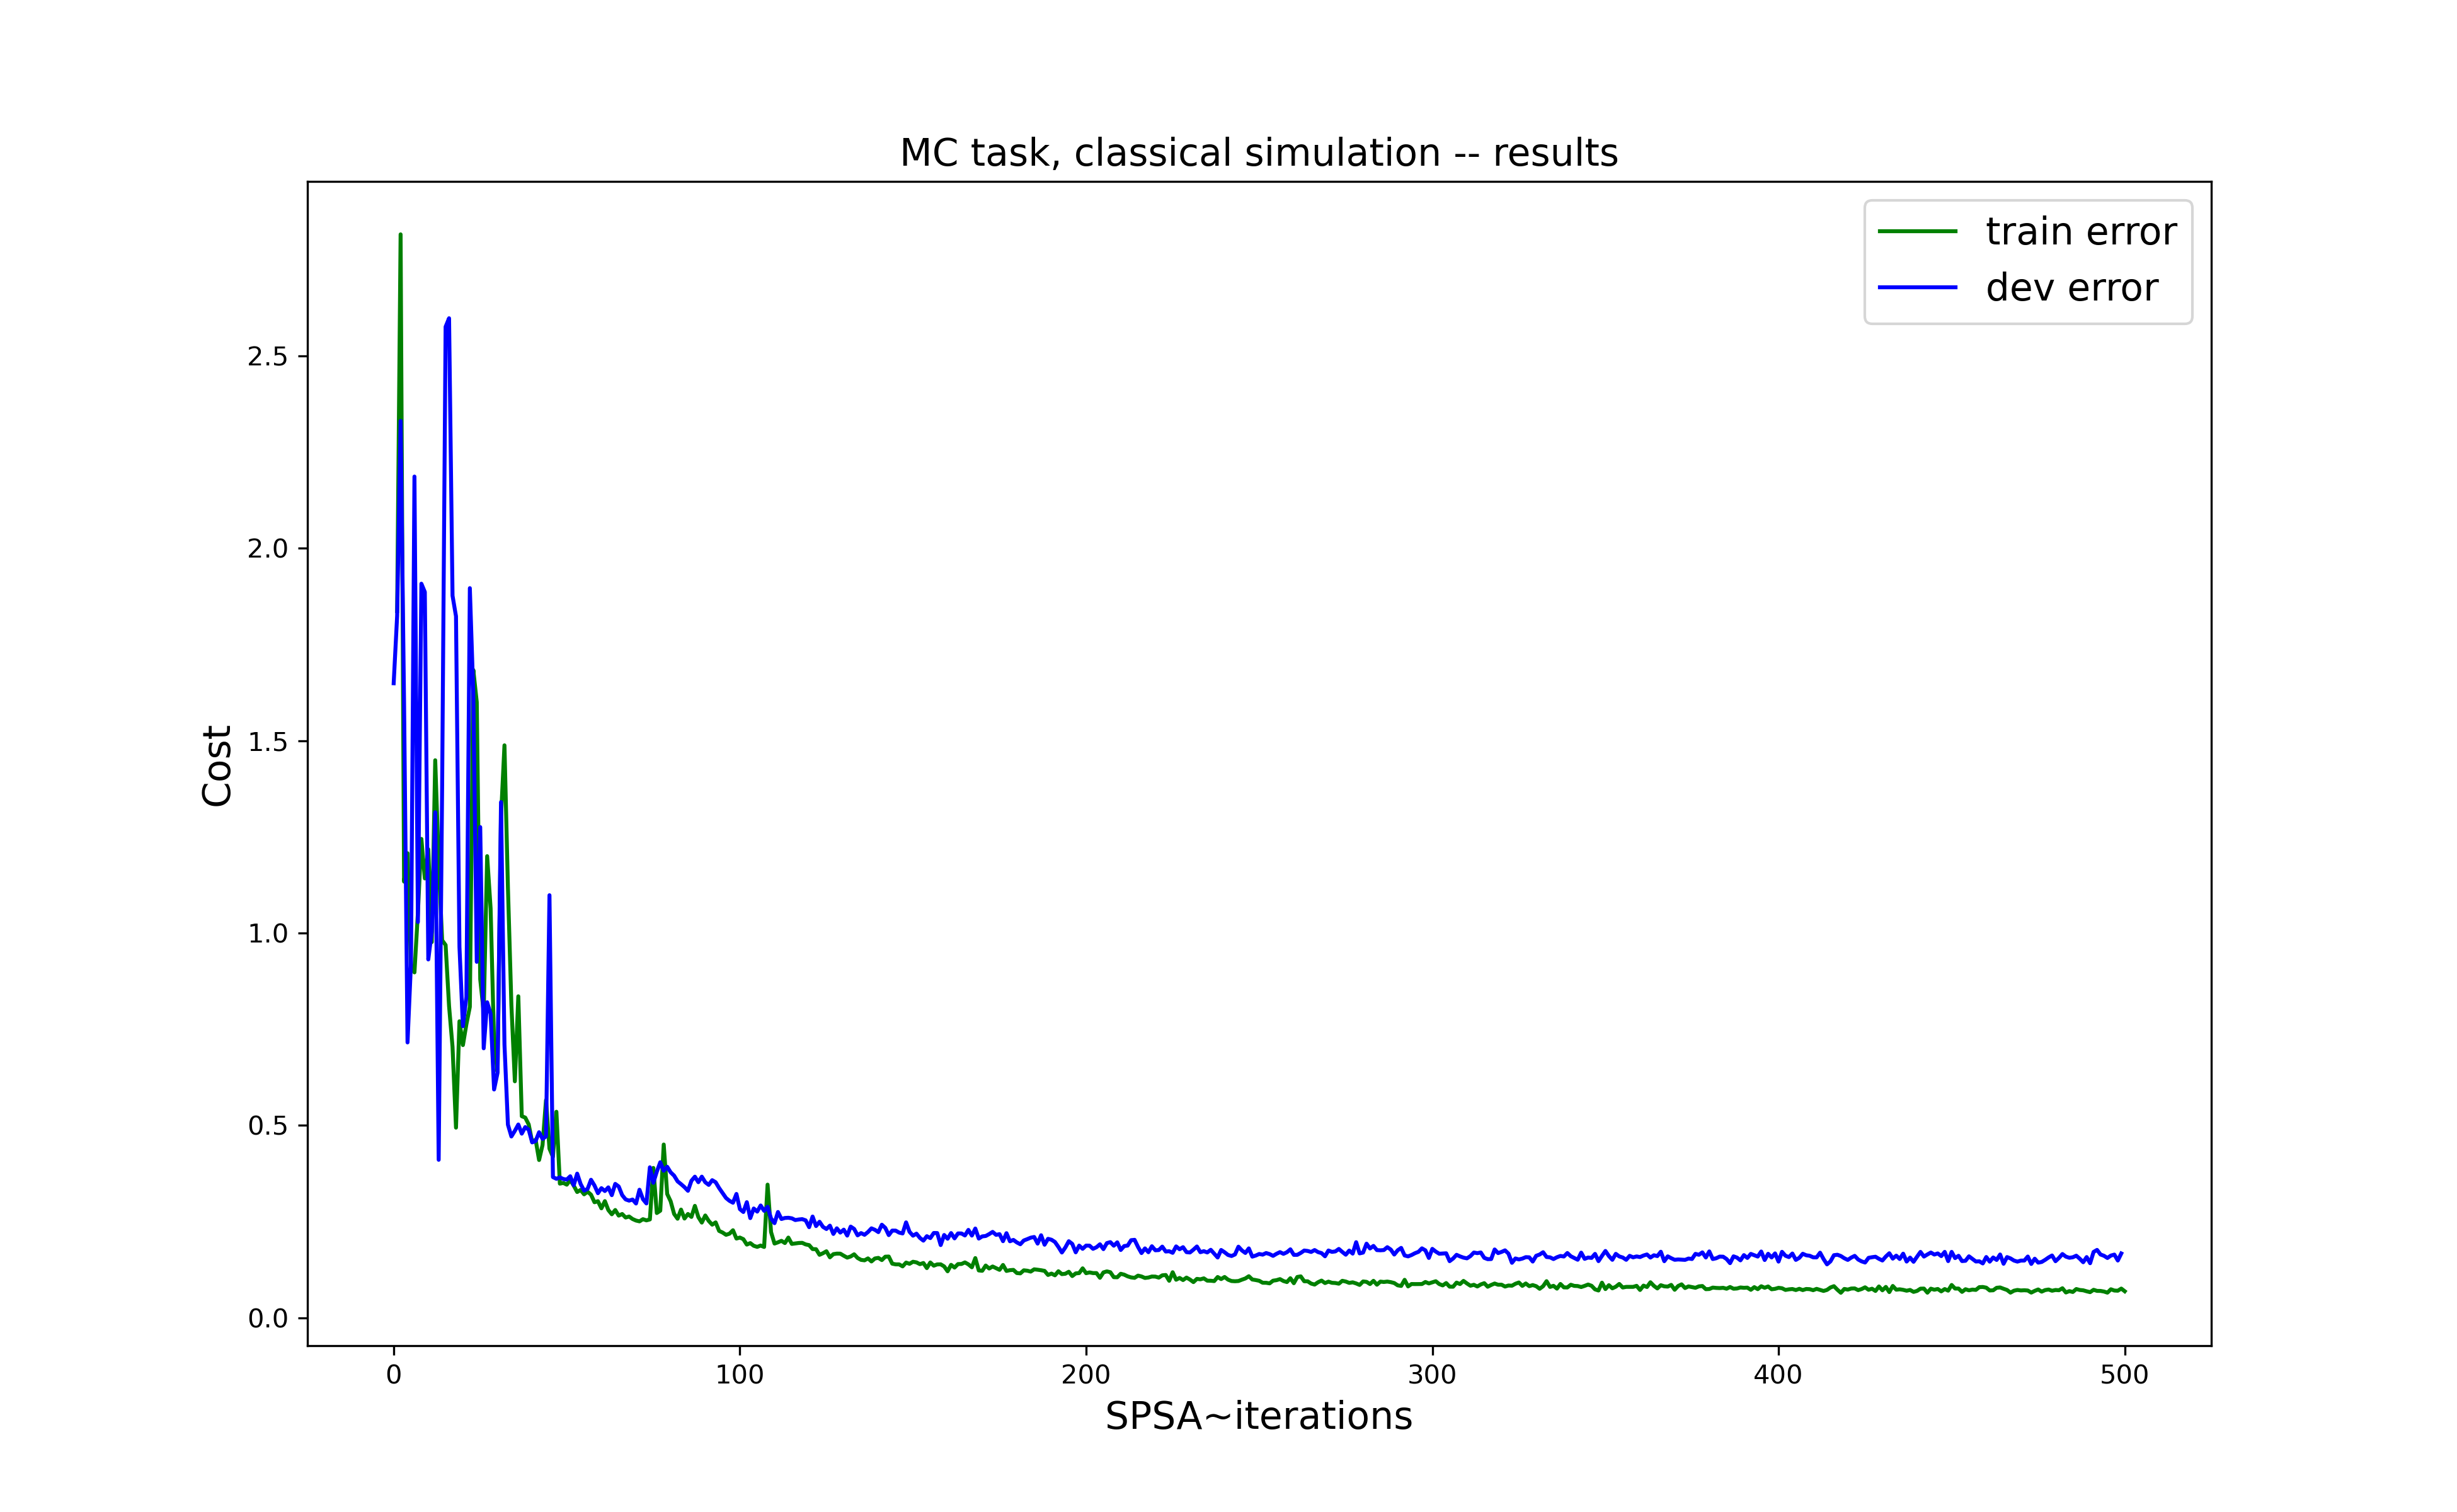 MC task, classical simulation -- results
train error
dev error
2.5
2.0
1.5
1.0
0.5
0.0
Cost
0 100 200 300 400 500
SPSA~iterations